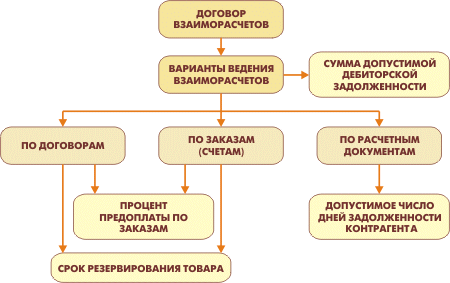 ДОГОВОР
ВЗАИМОРАСЧЕТОВ
ВАРИАНТЫ ВЕДЕНИЯ
ВЗАИМОРАСЧЕТОВ
СУММА ДОПУСТИМОЙ
ДЕБИТОРСКОЙ
ЗАДОЛЖЕННОСТИ
ПО ДОГОВОРАМ
ПО ЗАКАЗАМ
(СЧЕТАМ)
ПО РАСЧЕТНЫМ
ДОКУМЕНТАМ
ПРОЦЕНТ
ПРЕДОПЛАТЫ ПО
ЗАКАЗАМ
ДОПУСТИМОЕ ЧИСЛО
ДНЕЙ ЗАДОЛЖЕННОСТИ
КОНТРАГЕНТА
СРОК РЕЗЕРВИРОВАНИЯ ТОВАРА